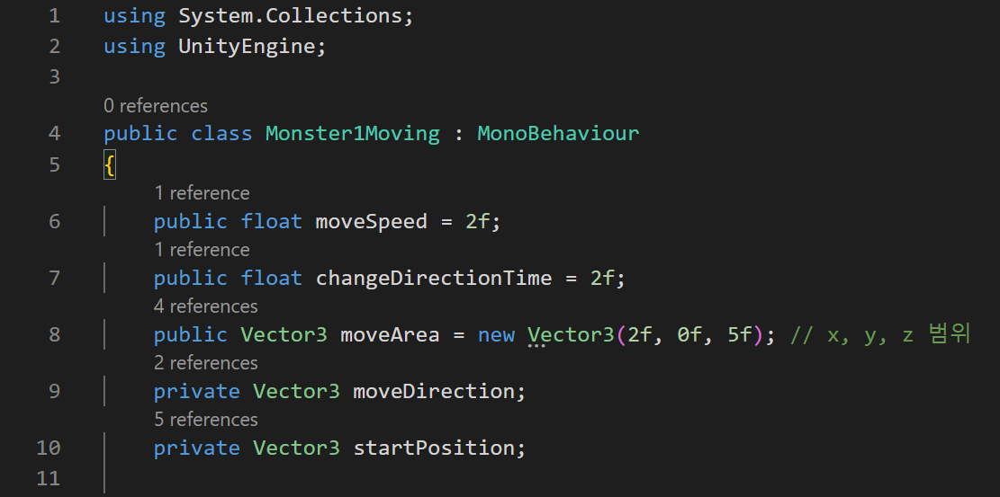 1 using System.Collections;
2 using UnityEngine;
3
0 references
4 public class Monster1Moving : MonoBehaviour
5 {
1 reference
6 public float moveSpeed = 2f;
1 reference
7 public float changeDirectionTime = 2f;
4 references
8 public Vector3 moveArea = new Vector3(2f, 0f, 5f); // x, y, z 범위
2 references
9 private Vector3 moveDirection;
5 references
10 private Vector3 startPosition;
11